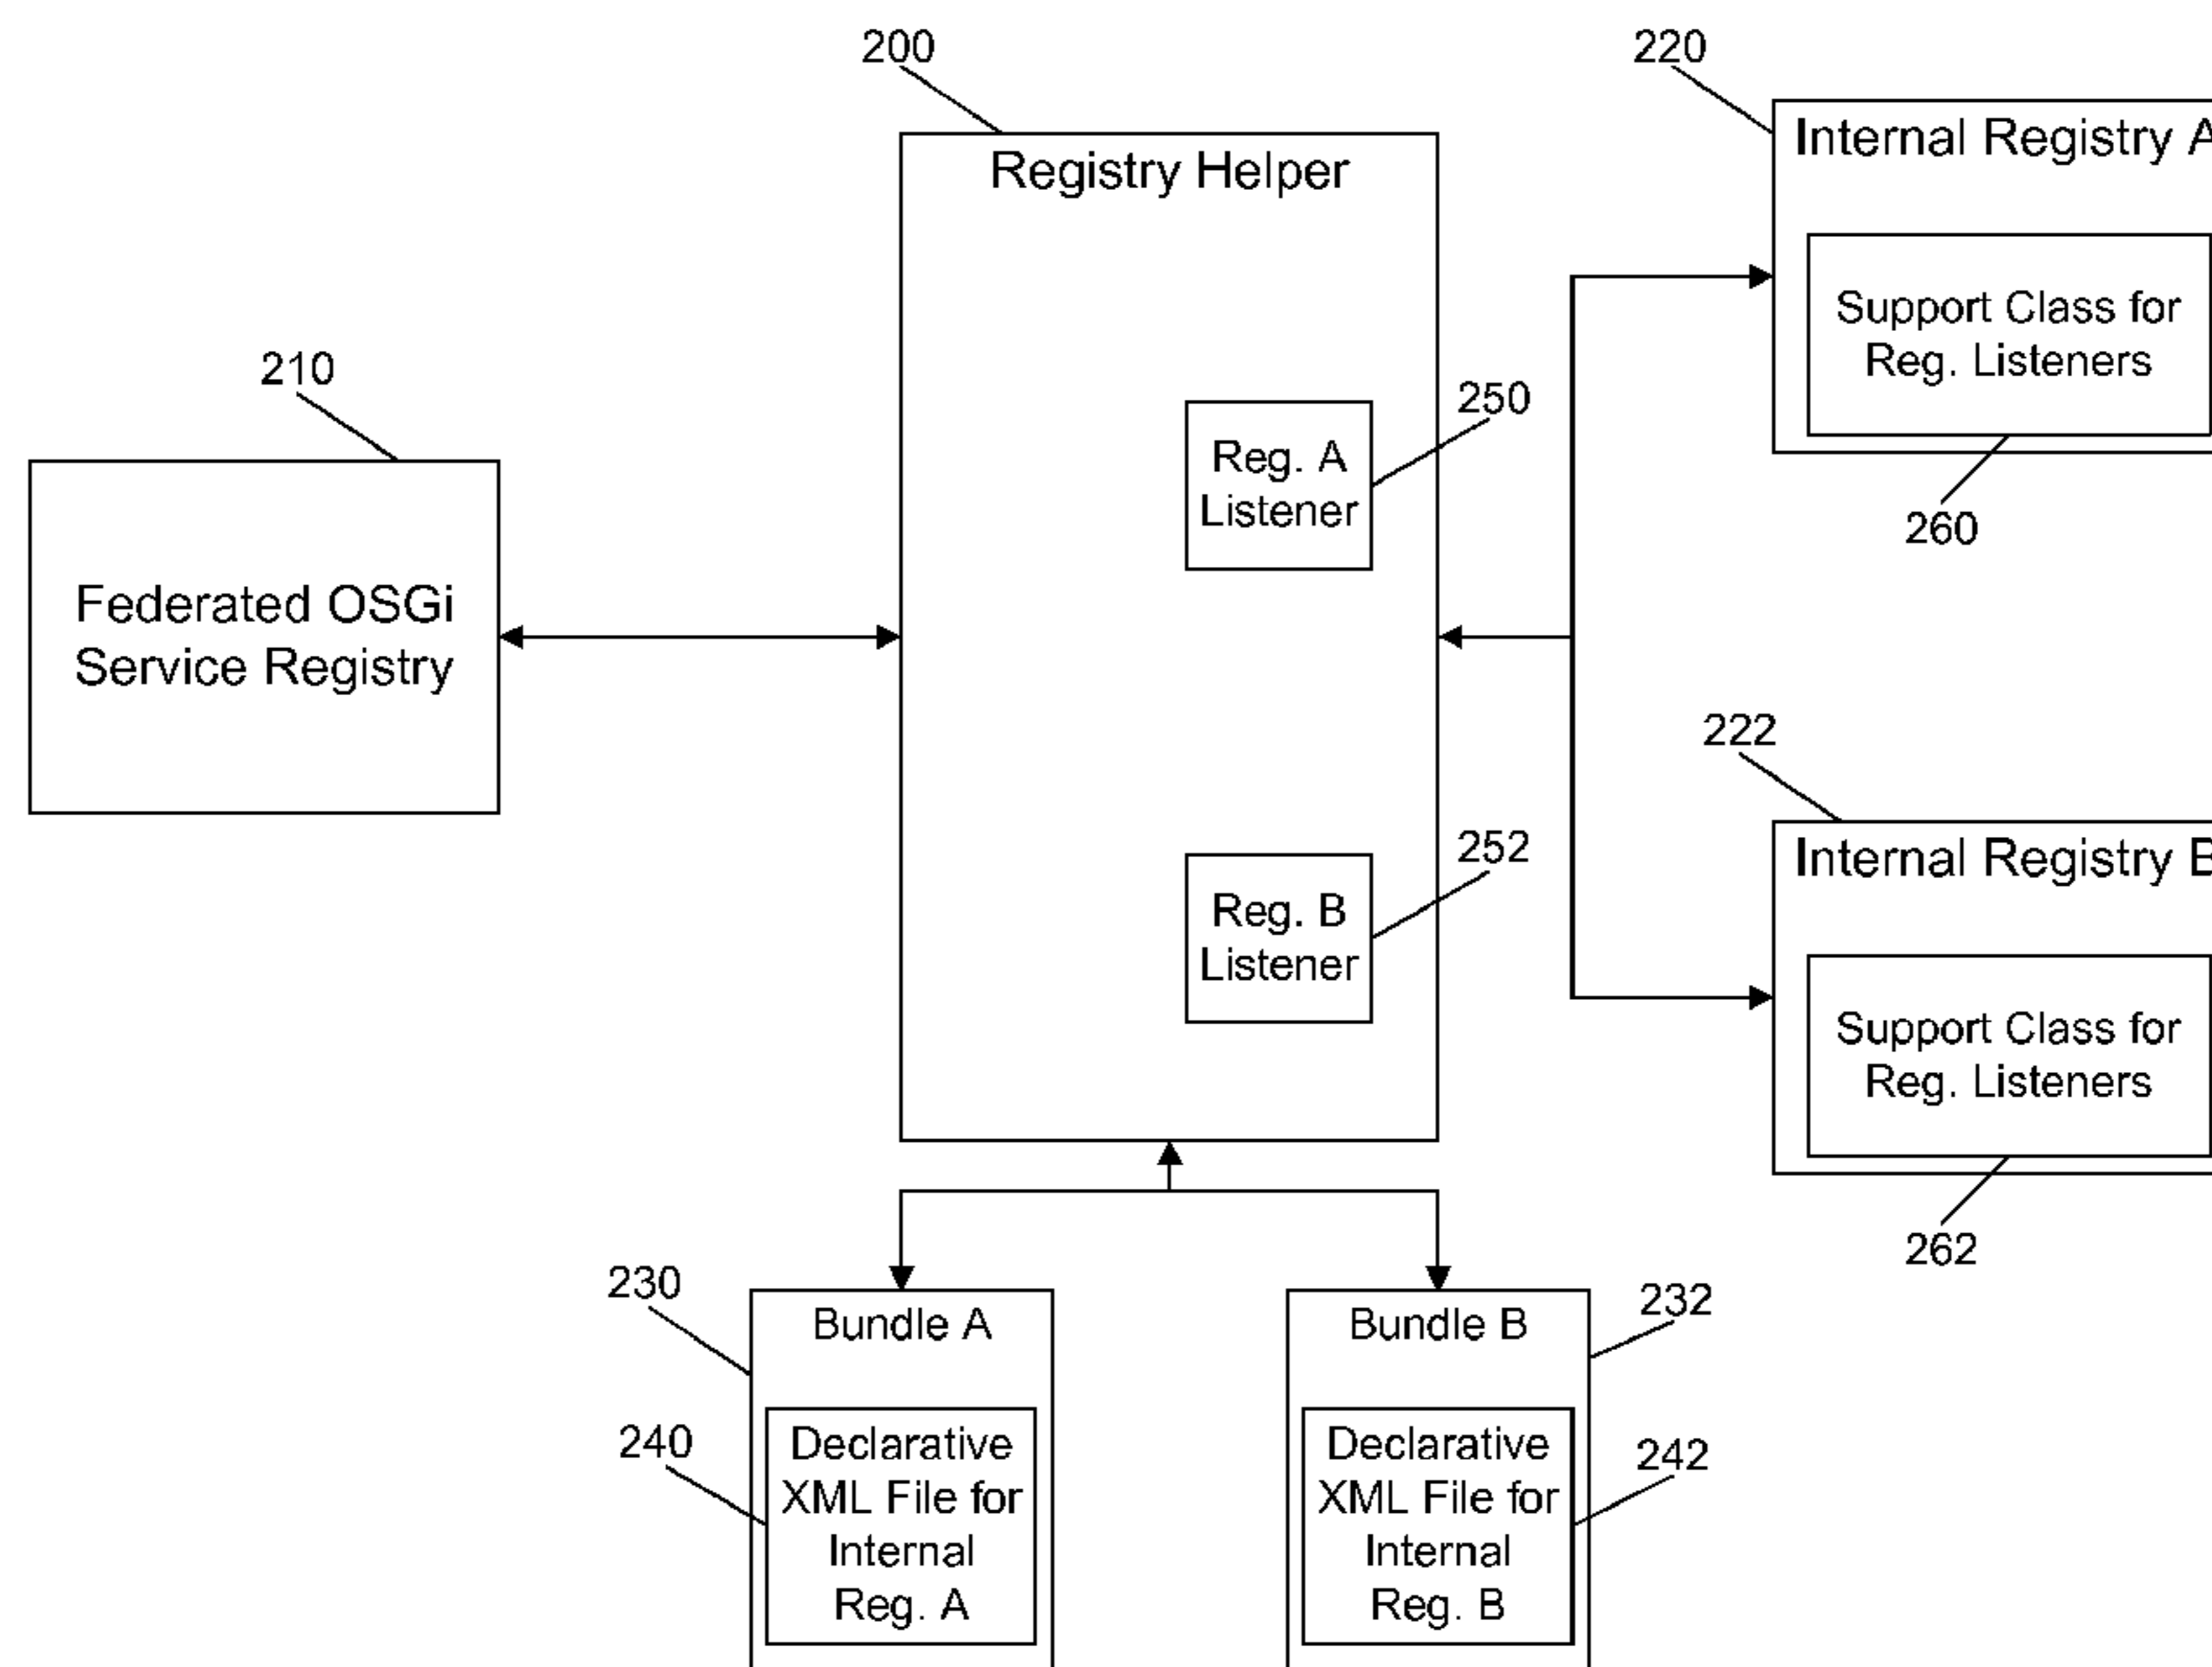 200
220
Registry Helper
Internal Registry A
Support Class for
Reg. Listeners
210
250
Reg. A
Listener
260
Federated OSGi
Service Registry
222
252
Internal Registry B
Reg. B
Listener
Support Class for
Reg. Listeners
262
230
Bundle A
Bundle B
232
240
Declarative
XML File for
Internal
Reg. A
Declarative
XML File for
Internal
Reg. B
242